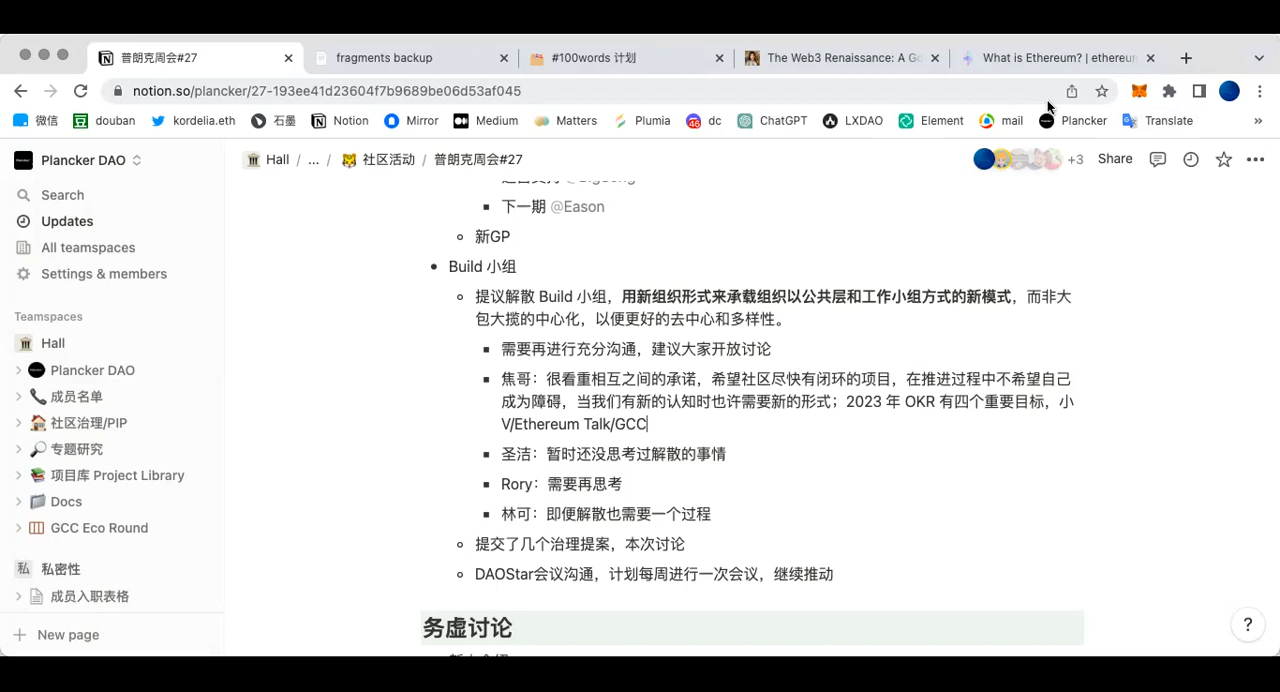 普朗克周会#27
fragments backup
#100words 计划
The Web3 Renaissance: A Go
What is Ethereum? | ethereum
notion.so/plancker/27-193ee41d23604f7b9689be06d53af045
微信
douban
kordelia.eth
石墨
Notion
Mirror
Medium
Matters
Plumia
46
dc
ChatGPT
LXDAO
Element
mail
Plancker
Translate
»
Plancker DAO
Hall / ... / 社区活动 / 普朗克周会#27
+3
Share
Search
Updates
All teamspaces
Settings & members
Teamspaces
Hall
Plancker DAO
成员名单
社区治理/PIP
专题研究
项目库 Project Library
Docs
GCC Eco Round
私 私密性
成员入职表格
New page
下一期 @Eason
新GP
Build 小组
提议解散 Build 小组，用新组织形式来承载组织以公共层和工作小组方式的新模式，而非大
包大揽的中心化，以便更好的去中心和多样性。
需要再进行充分沟通，建议大家开放讨论
焦哥：很看重相互之间的承诺，希望社区尽快有闭环的项目，在推进过程中不希望自己
成为障碍，当我们有新的认知时也许需要新的形式；2023 年 OKR 有四个重要目标，小
V/Ethereum Talk/GCC
圣洁：暂时还没思考过解散的事情
Rory：需要再思考
林可：即便解散也需要一个过程
提交了几个治理提案，本次讨论
DAOStar会议沟通，计划每周进行一次会议，继续推动
务虚讨论
?